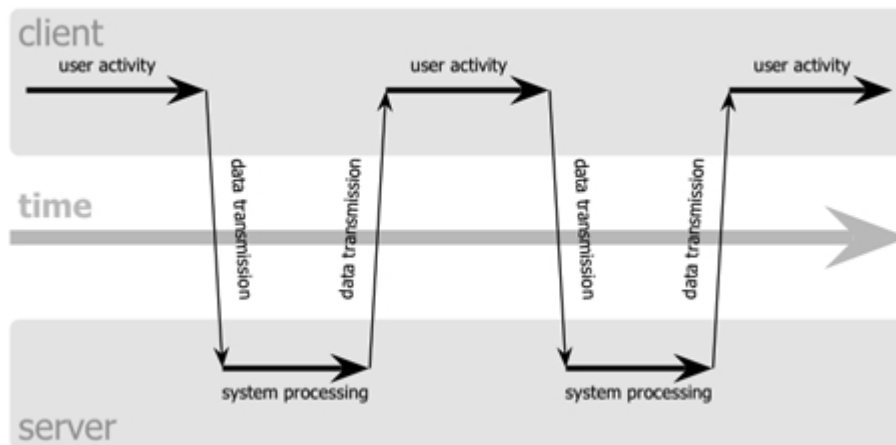 client
user activity
user activity
user activity
data transmission
data transmission
data transmission
data transmission
time
system processing
system processing
server